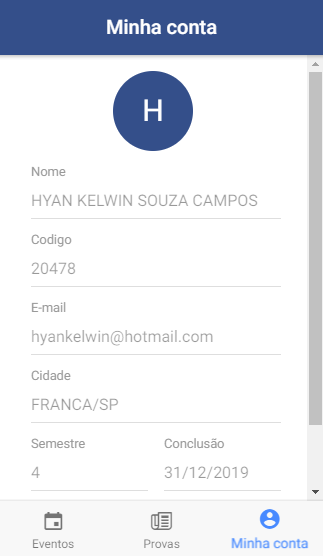 Minha conta
H
Nome
HYAN KELWIN SOUZA CAMPOS
Codigo
20478
E-mail
hyankelwin@hotmail.com
Cidade
FRANCA/SP
Semestre Conclusão
4 31/12/2019
Eventos Provas Minha conta